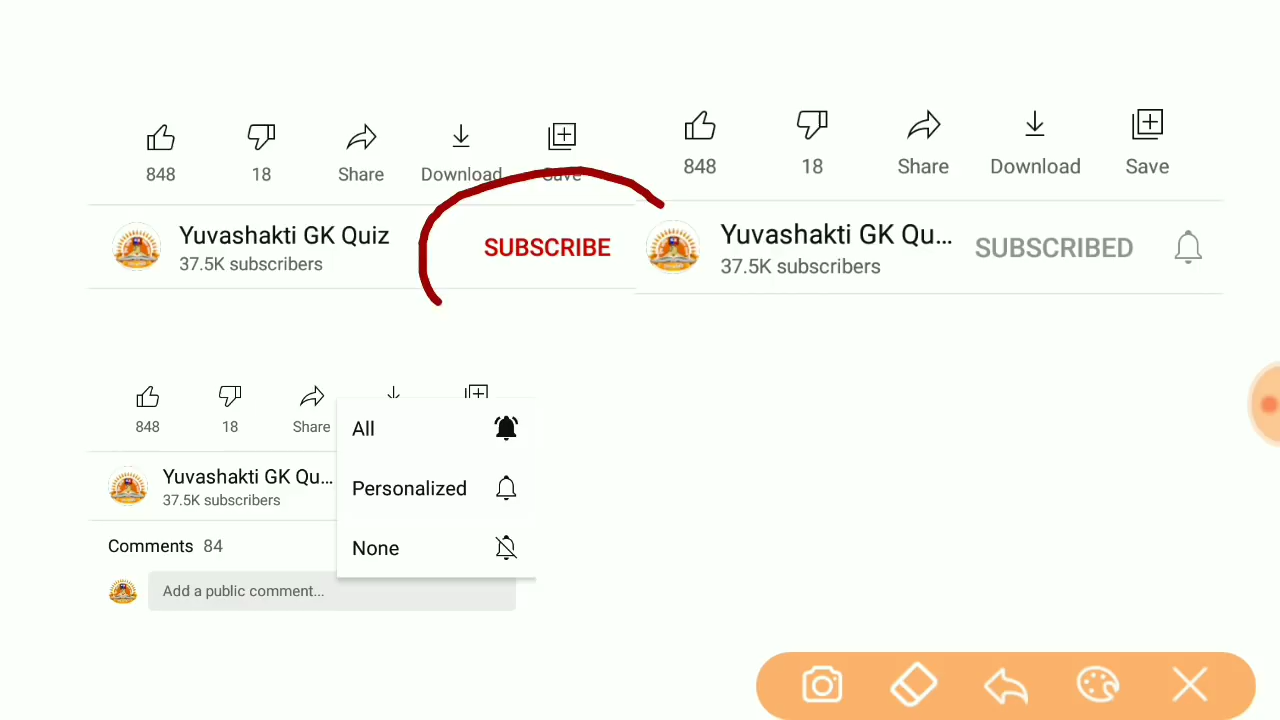 848 18 Share Download Save
Yuvashakti GK Quiz SUBSCRIBE
37.5K subscribers
848 18 Share Download Save
Yuvashakti GK Qu... SUBSCRIBED
37.5K subscribers
848 18 Share
Yuvashakti GK Qu...
37.5K subscribers
Comments 84
Add a public comment...
All
Personalized
None